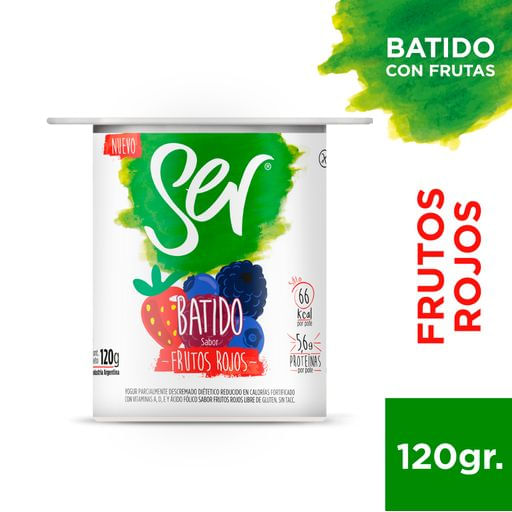 BATIDO
CON FRUTAS
NUEVO
Ser®
BATIDO
Sabor
-FRUTOS ROJOS-
Sólo
66
Kcal
por pote
5,6g
PROTEÍNAS
por pote
120g
Industria Argentina
YOGUR PARCIALMENTE DESCREMADO DIETÉTICO REDUCIDO EN CALORÍAS FORTIFICADO
CON VITAMINAS A, D, E Y ÁCIDO FÓLICO SABOR FRUTOS ROJOS LIBRE DE GLUTEN. SIN TACC.
FRUTOS
ROJOS
120gr.